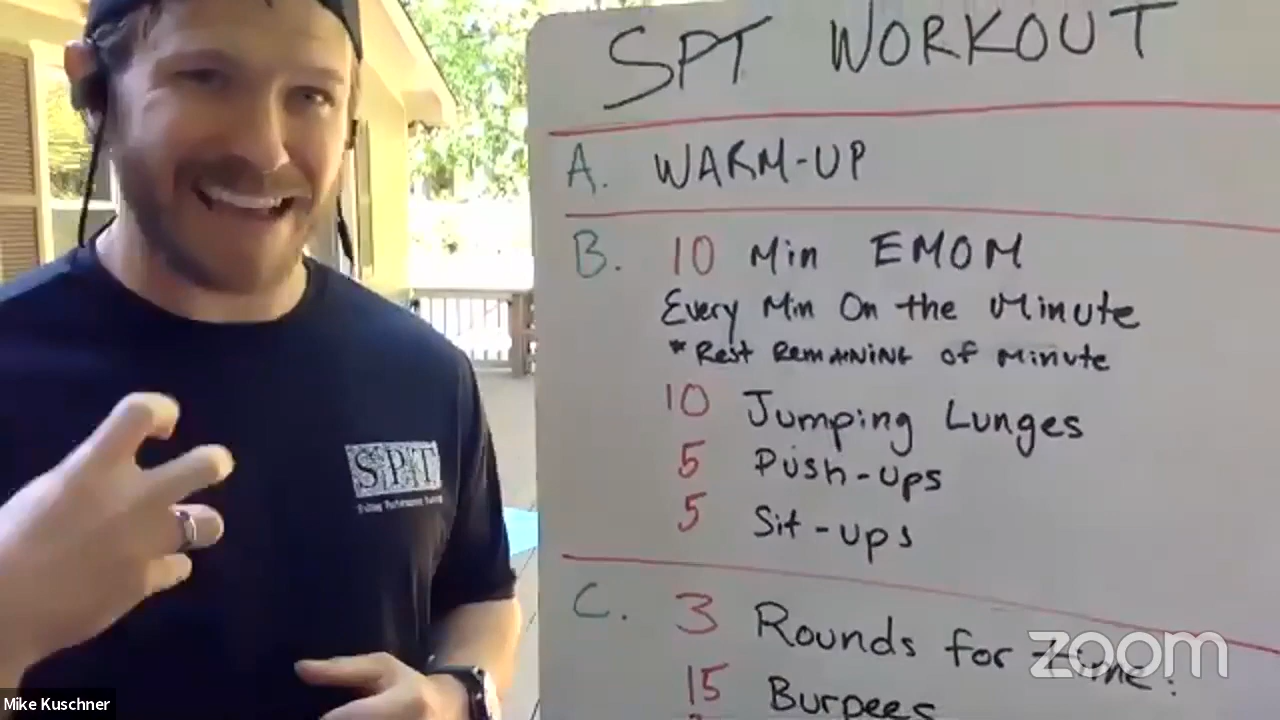 SPT WORKOUT
A. WARM-UP
B. 10 Min EMOM
Every Min On the Minute
*Rest Remaining of Minute
10 Jumping Lunges
5 Push-ups
5 Sit-ups
C. 3 Rounds for time:
15 Burpees
SPT
zoom
Mike Kuschner